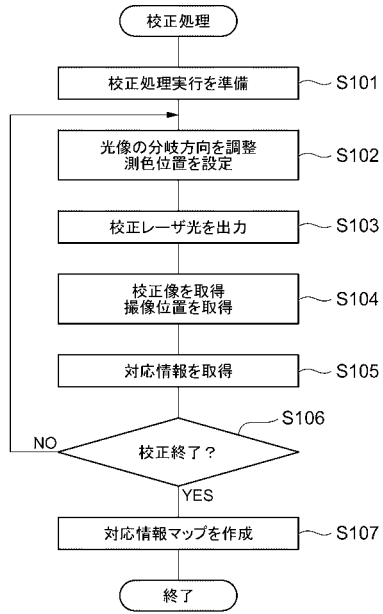 校正処理
校正処理実行を準備
S101
光像の分岐方向を調整
測色位置を設定
S102
校正レーザ光を出力
S103
校正像を取得
撮像位置を取得
S104
対応情報を取得
S105
校正終了？
S106
NO
YES
対応情報マップを作成
S107
終了